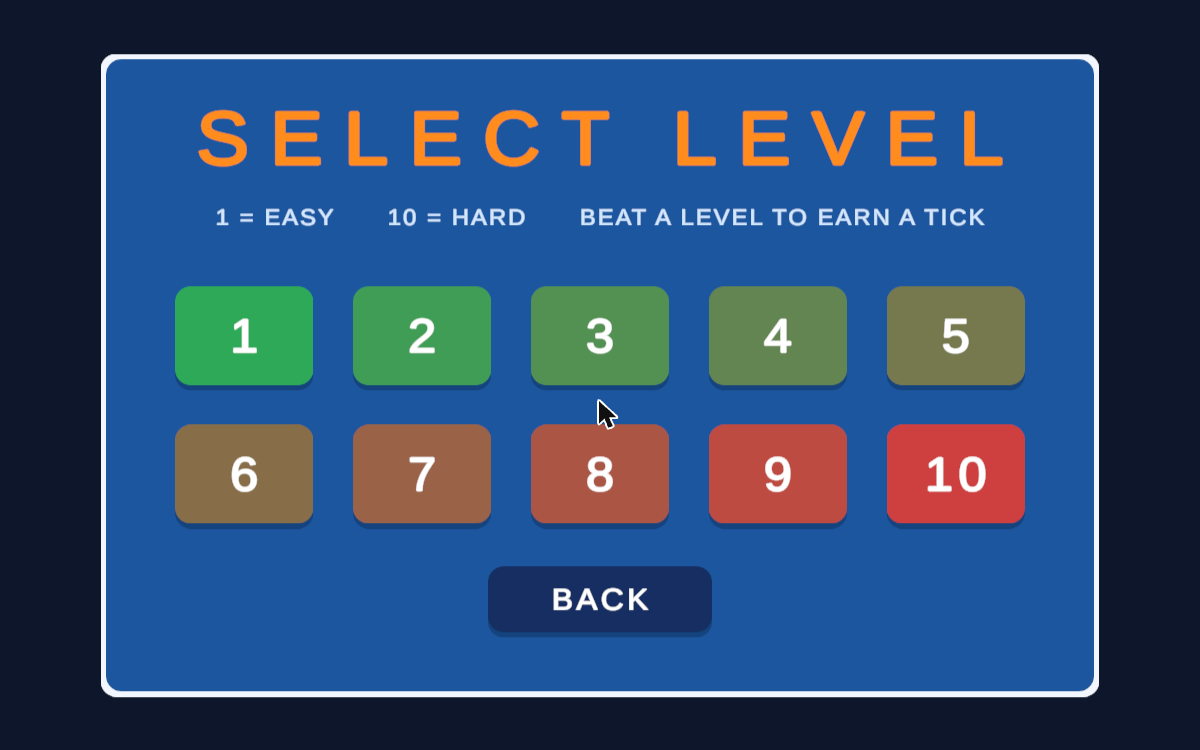 SELECT LEVEL
1 = EASY 10 = HARD BEAT A LEVEL TO EARN A TICK
1 2 3 4 5
6 7 8 9 10
BACK